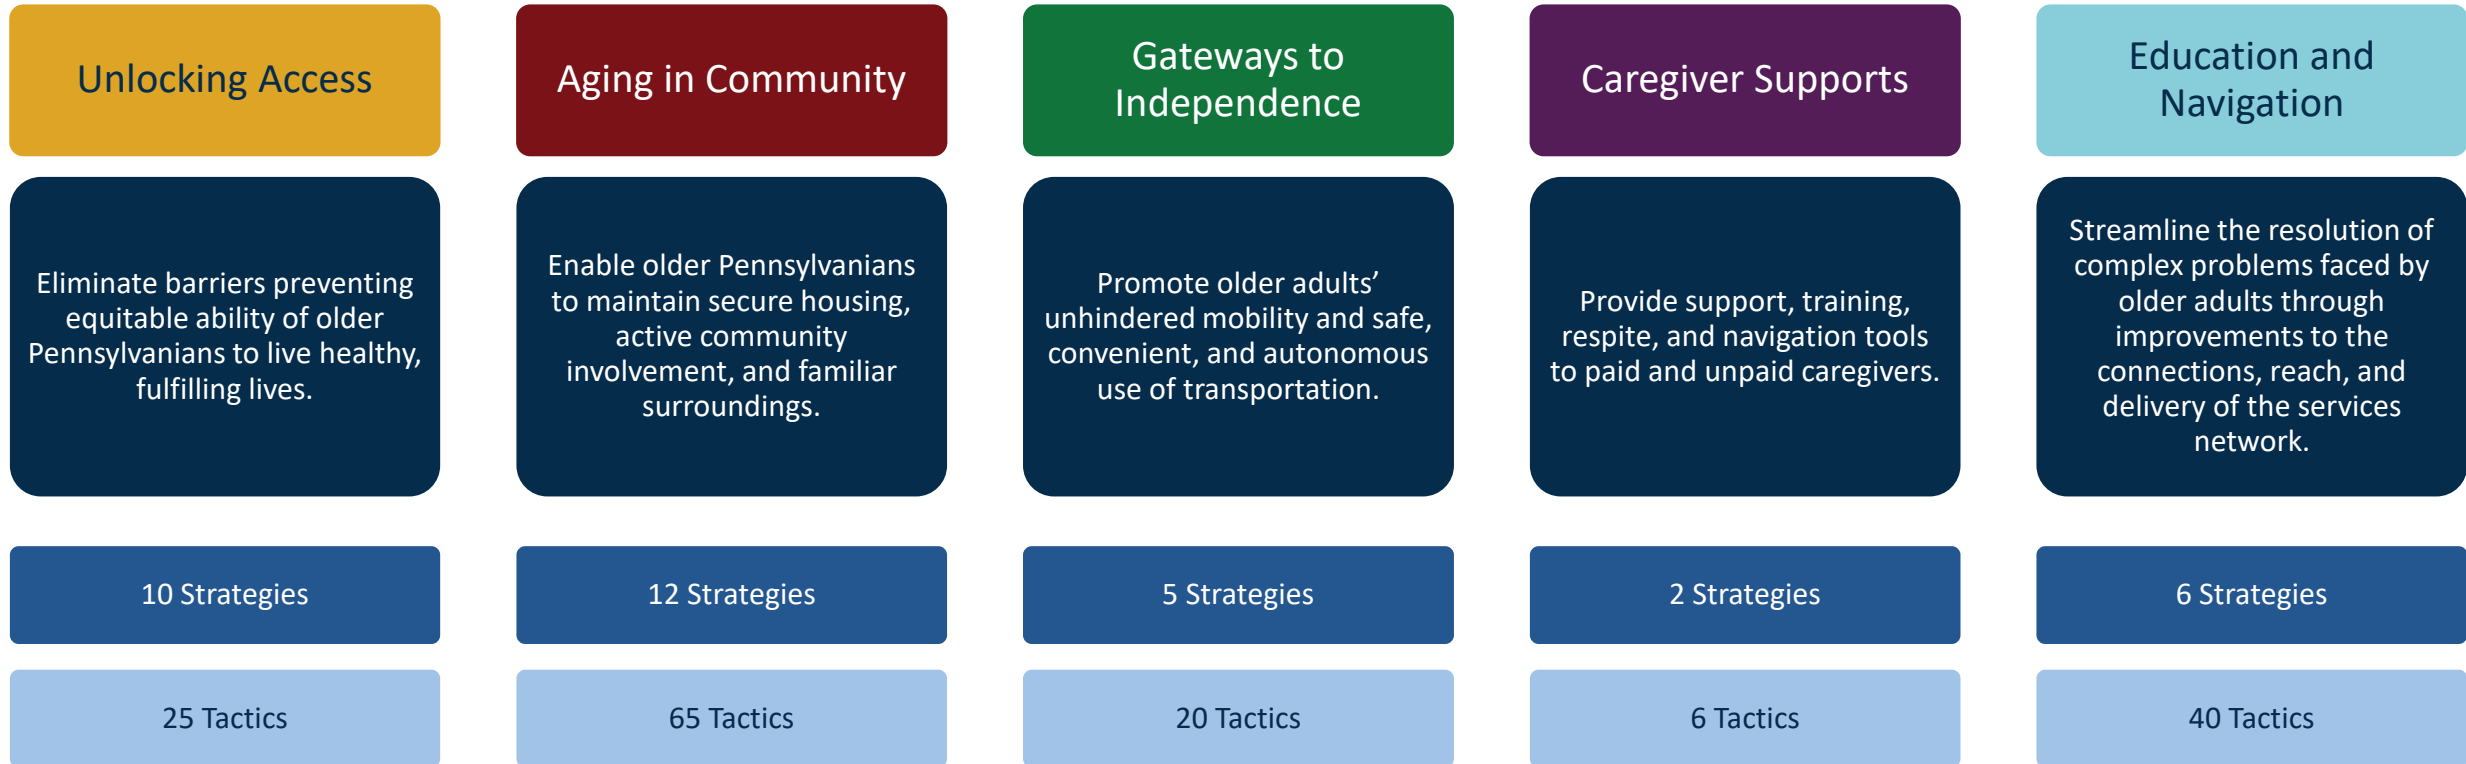 Unlocking Access
Aging in Community
Gateways to
Independence
Caregiver Supports
Education and
Navigation
Eliminate barriers preventing
equitable ability of older
Pennsylvanians to live healthy,
fulfilling lives.
Enable older Pennsylvanians
to maintain secure housing,
active community
involvement, and familiar
surroundings.
Promote older adults’
unhindered mobility and safe,
convenient, and autonomous
use of transportation.
Provide support, training,
respite, and navigation tools
to paid and unpaid caregivers.
Streamline the resolution of
complex problems faced by
older adults through
improvements to the
connections, reach, and
delivery of the services
network.
10 Strategies
12 Strategies
5 Strategies
2 Strategies
6 Strategies
25 Tactics
65 Tactics
20 Tactics
6 Tactics
40 Tactics